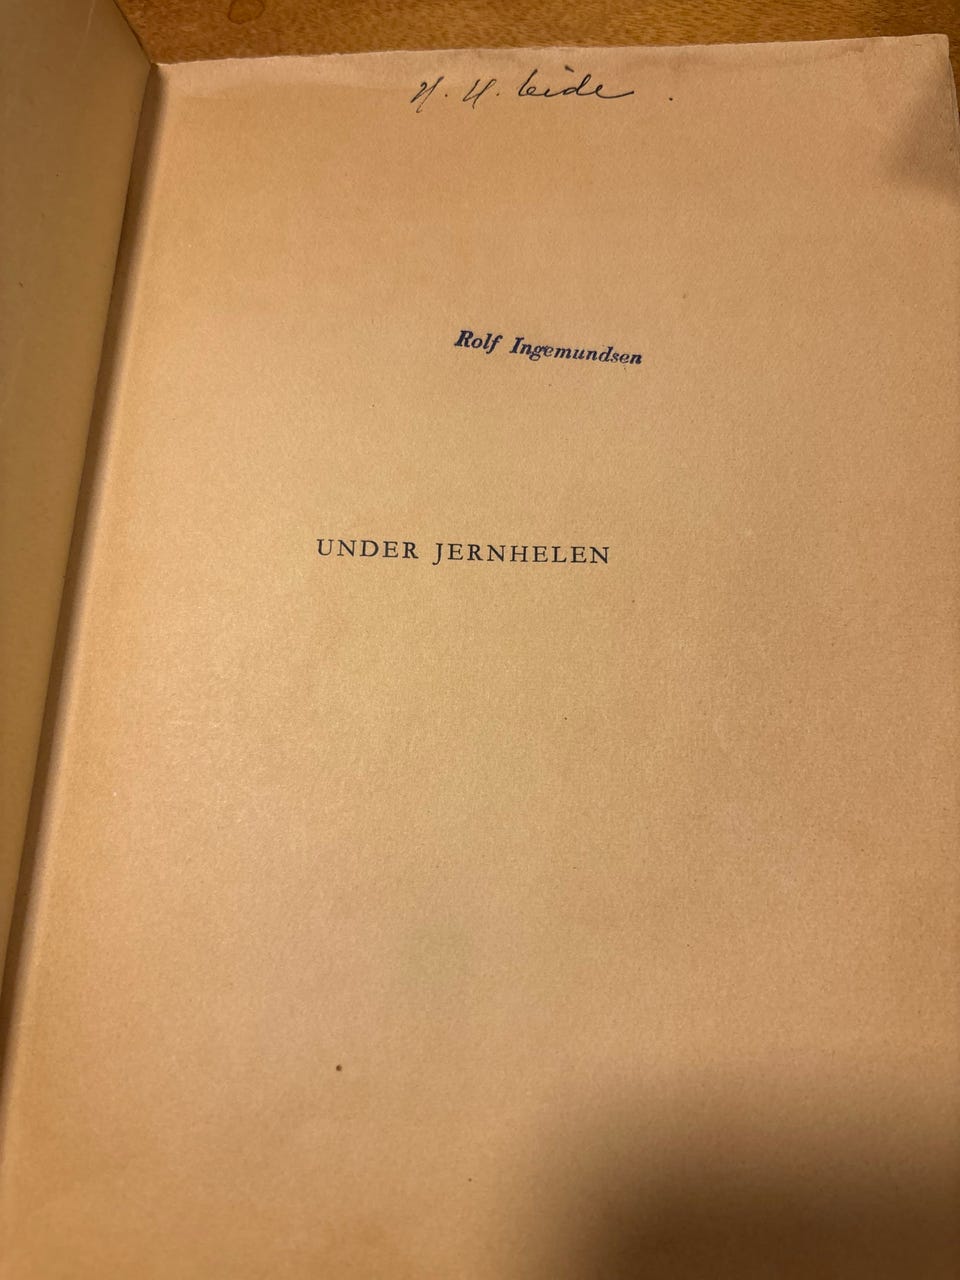 H. H. Eide
Rolf Ingemundsen
UNDER JERNHELEN